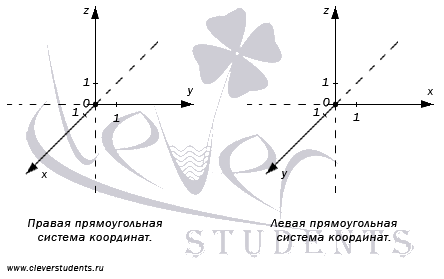 z
z
y
x
1
1
1
0
1
0
1
1
x
y
Правая прямоугольная
система координат.
Левая прямоугольная
система координат.
clever
STUDENTS
www.cleverstudents.ru